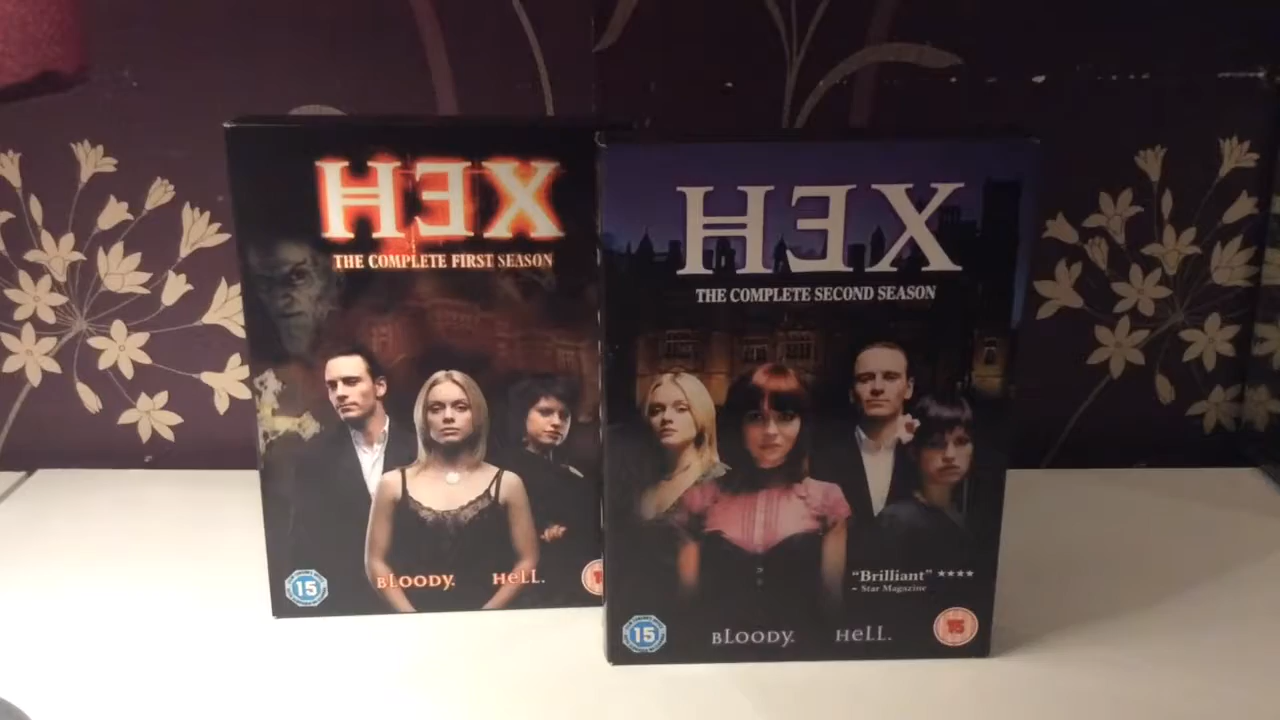 HEX
THE COMPLETE FIRST SEASON
BLOODY. HELL.
15
HEX
THE COMPLETE SECOND SEASON
"Brilliant" ****
- Star Magazine
15
BLOODY. HELL.
15